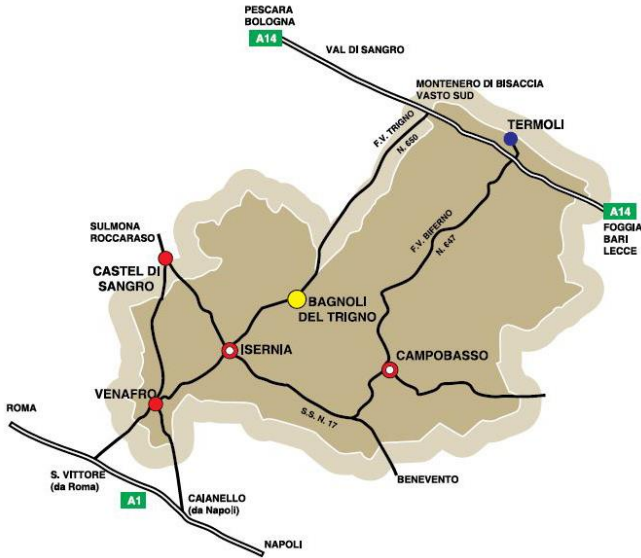 PESCARA
BOLOGNA
A14
VAL DI SANGRO
MONTENERO DI BISACCIA
VASTO SUD
TERMOLI
F.V. TRIGNO
N. 650
A14
FOGGIA
BARI
LECCE
SULMONA
ROCCARASO
F.V. BIFERNO
N. 647
CASTEL DI
SANGRO
BAGNOLI
DEL TRIGNO
ISERNIA
CAMPOBASSO
VENAFRO
ROMA
S.S. N. 17
S. VITTORE
(da Roma)
A1
CAIANELLO
(da Napoli)
BENEVENTO
NAPOLI